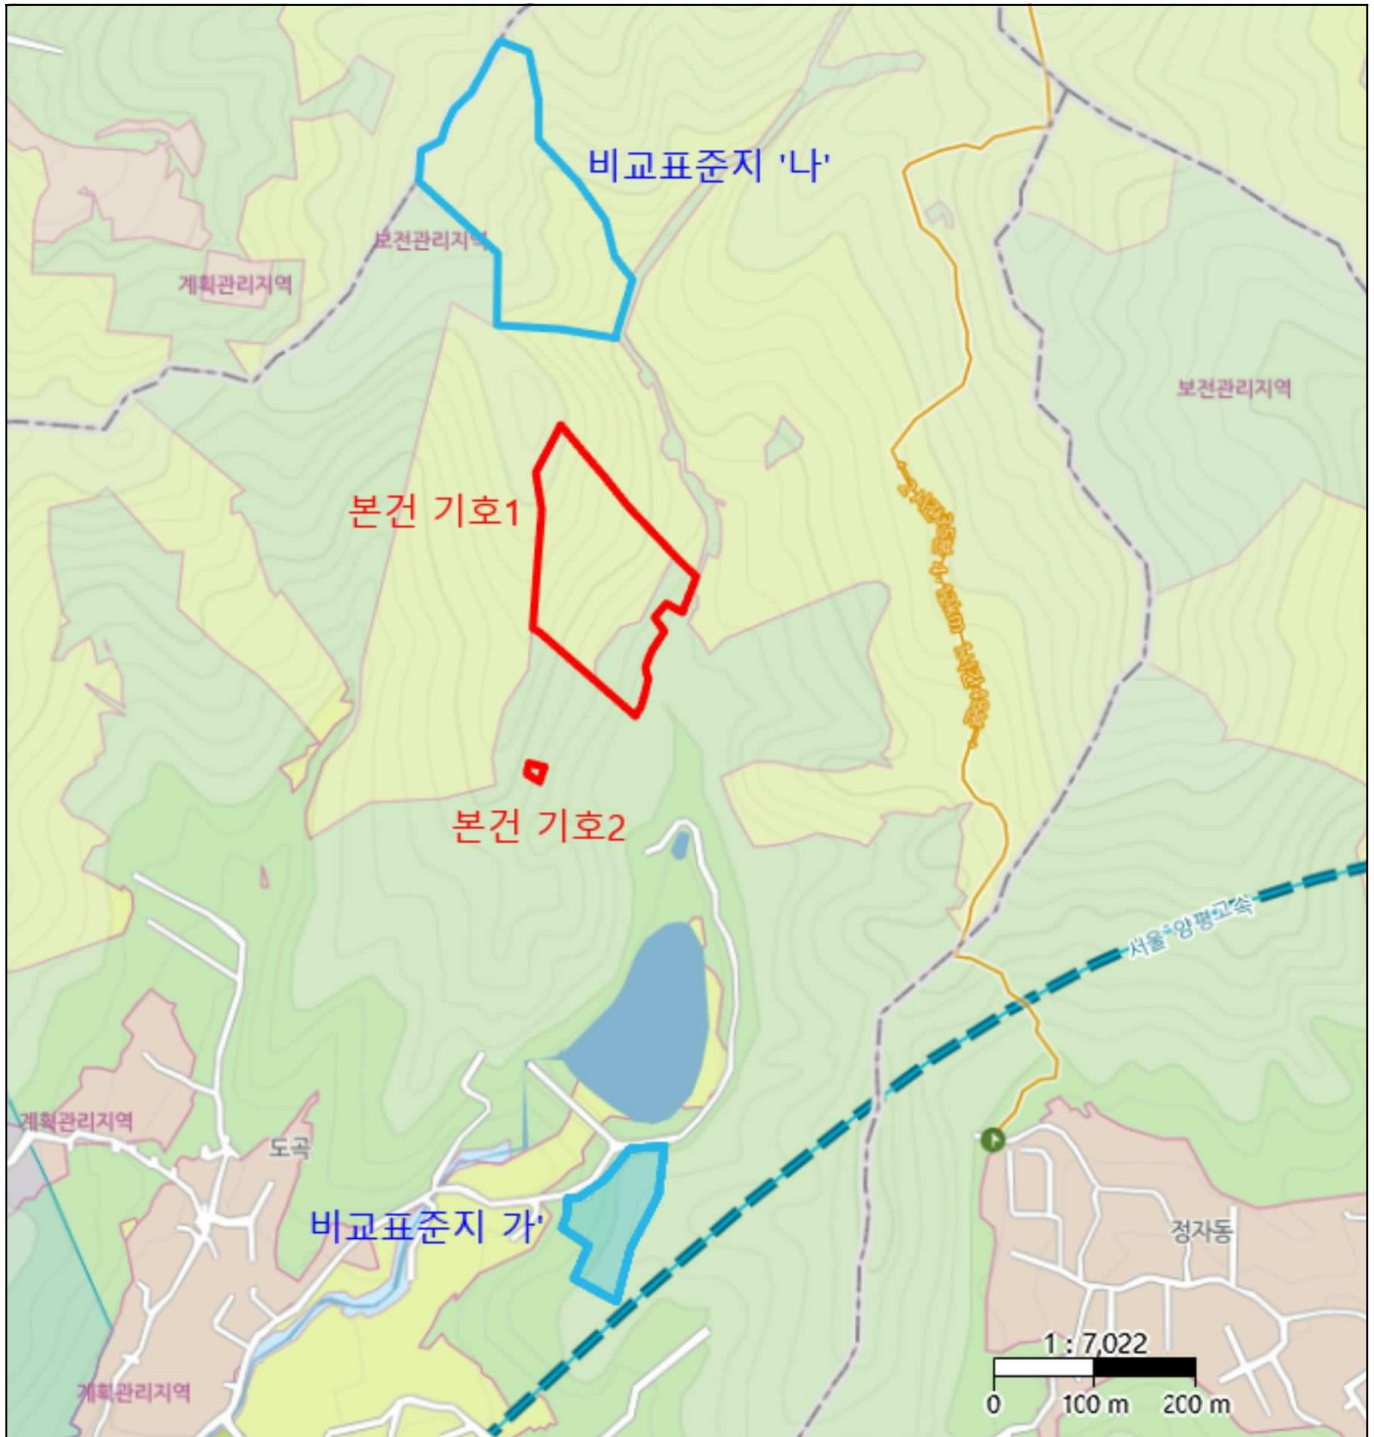 비교표준지 '나'
보전관리지역
계획관리지역
보전관리지역
본건 기호1
본건 기호2
서울-양평고속
계획관리지역
도곡
비교표준지 가'
정자동
1 : 7,022
계획관리지역
0 100 m 200 m